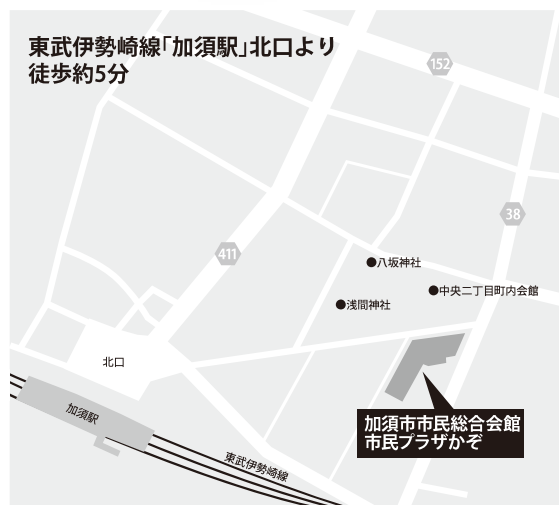 東武伊勢崎線「加須駅」北口より
徒歩約5分
152
38
411
●八坂神社
●中央二丁目町内会館
●浅間神社
北口
加須駅
加須市市民総合会館
市民プラザかぞ
東武伊勢崎線